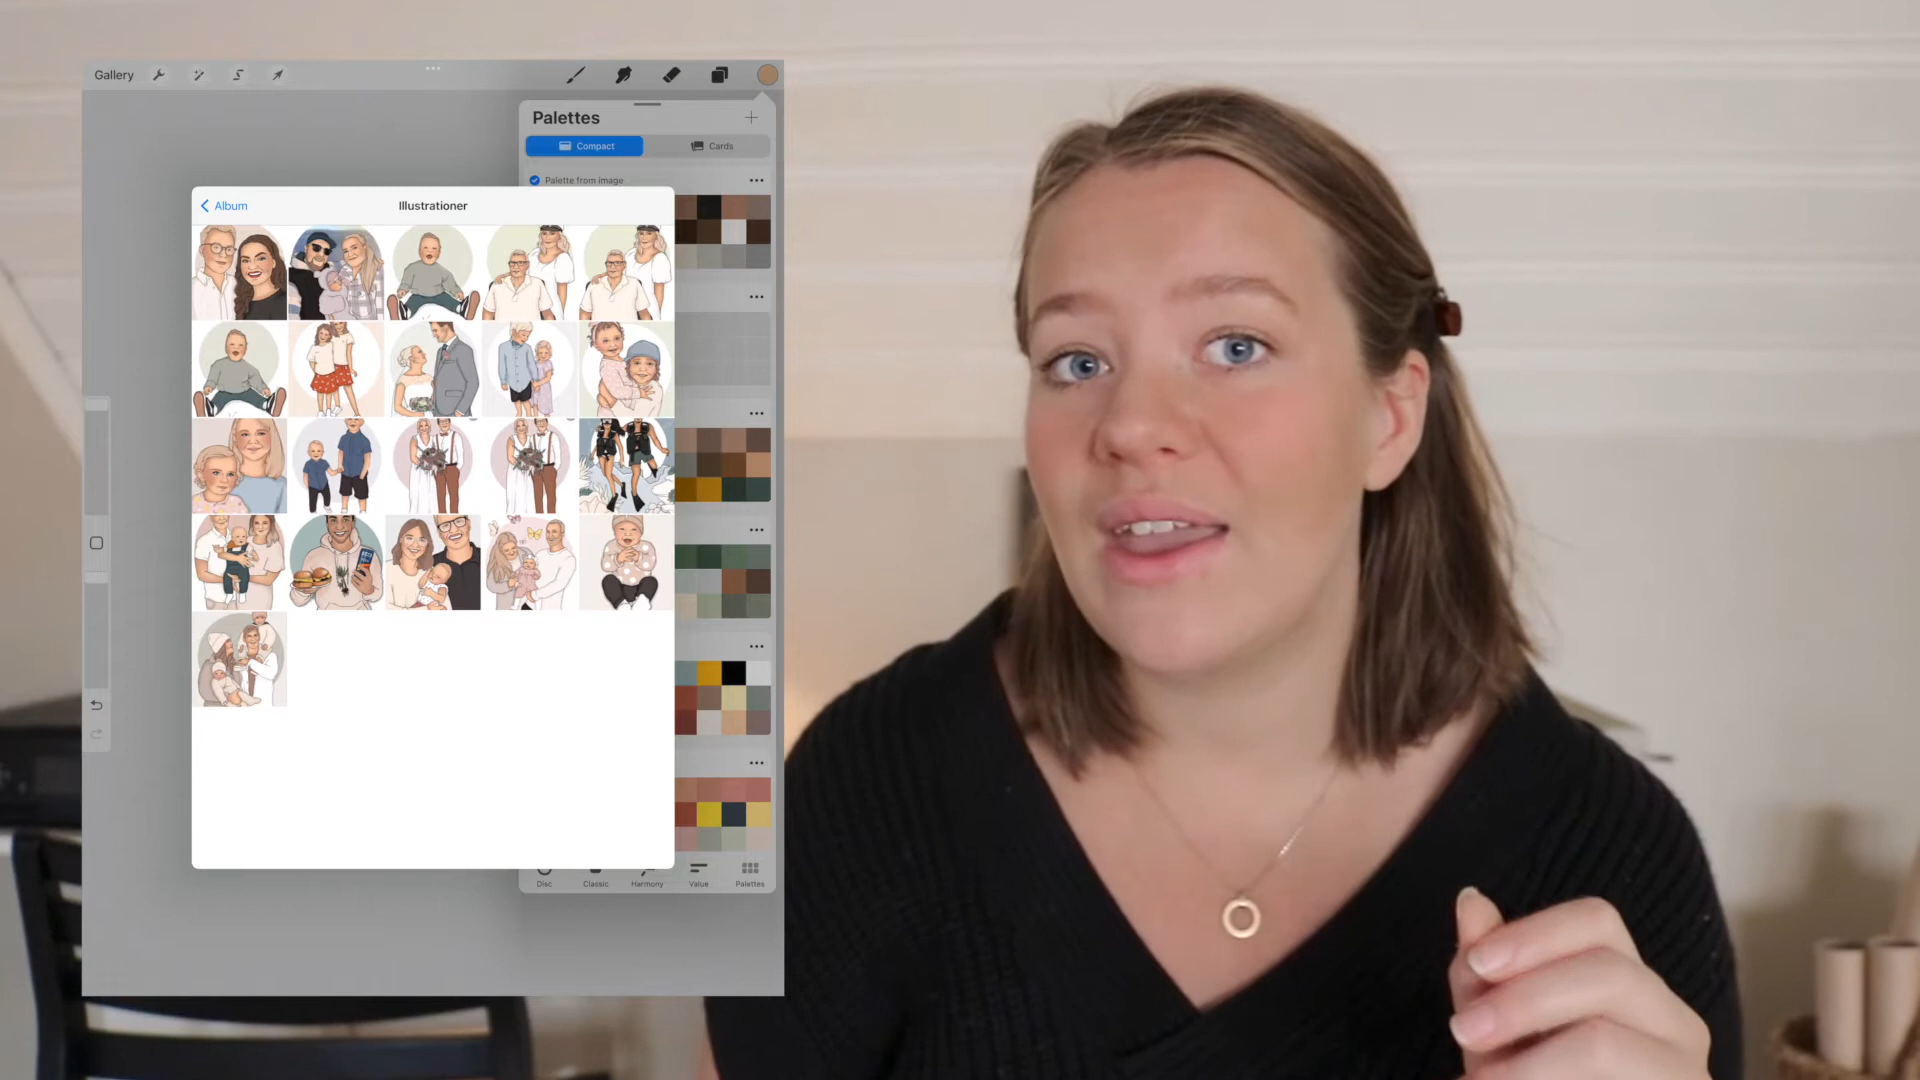 Gallery
Palettes
Compact
Cards
Palette from image
Album
Illustrationer
Disc
Classic
Harmony
Value
Palettes